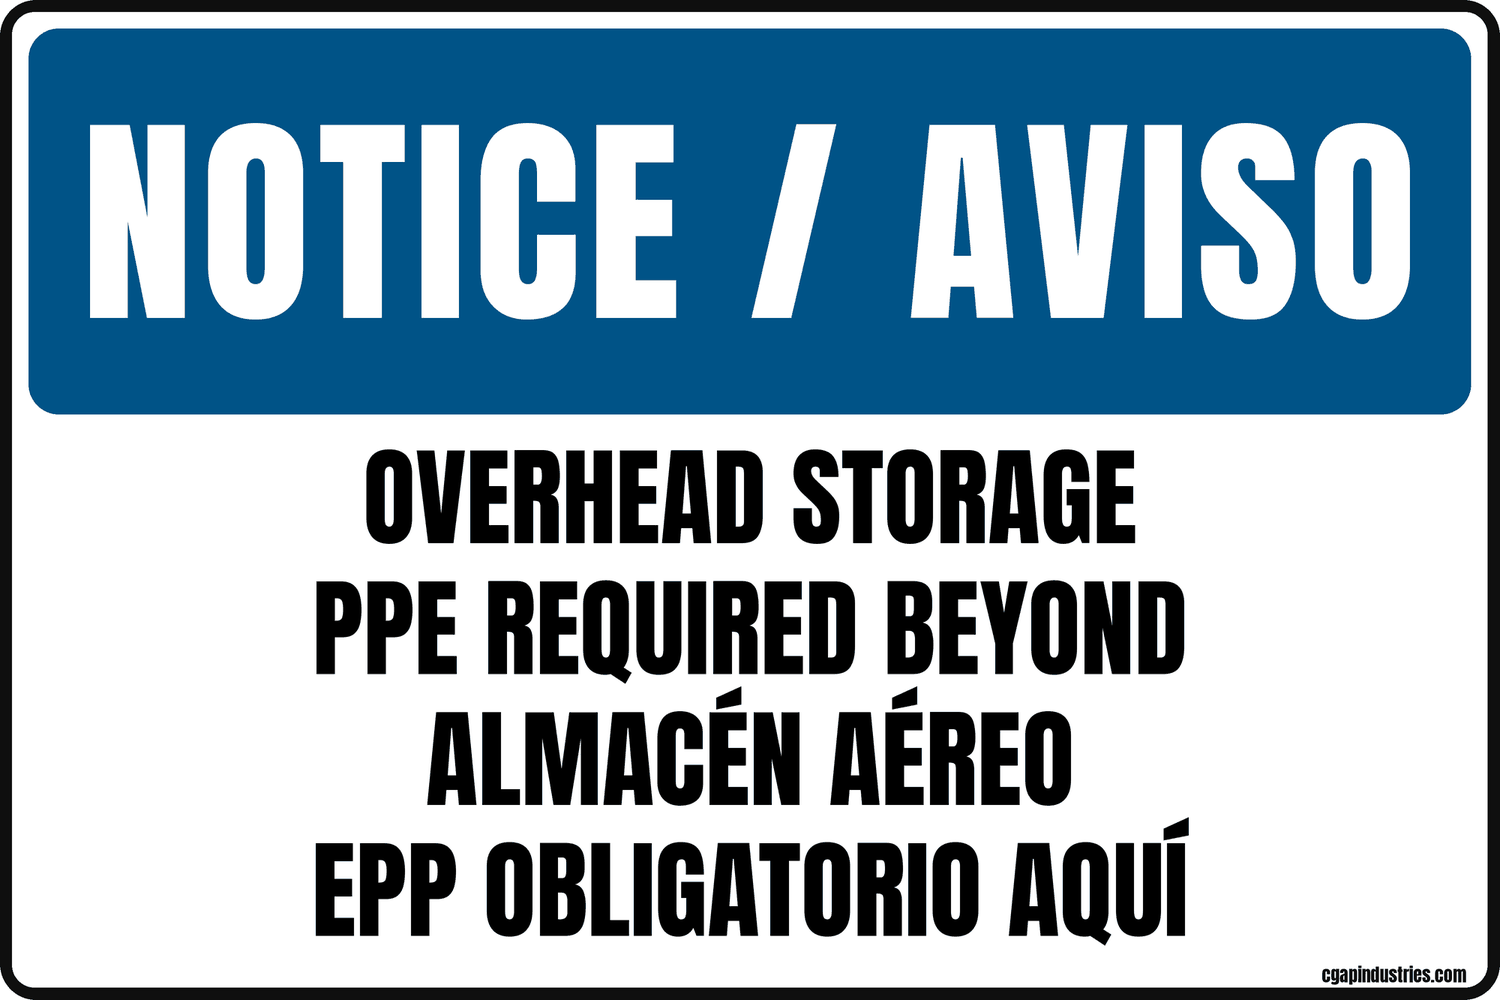 NOTICE / AVISO
OVERHEAD STORAGE
PPE REQUIRED BEYOND
ALMACÉN AÉREO
EPP OBLIGATORIO AQUÍ
cgapindustries.com